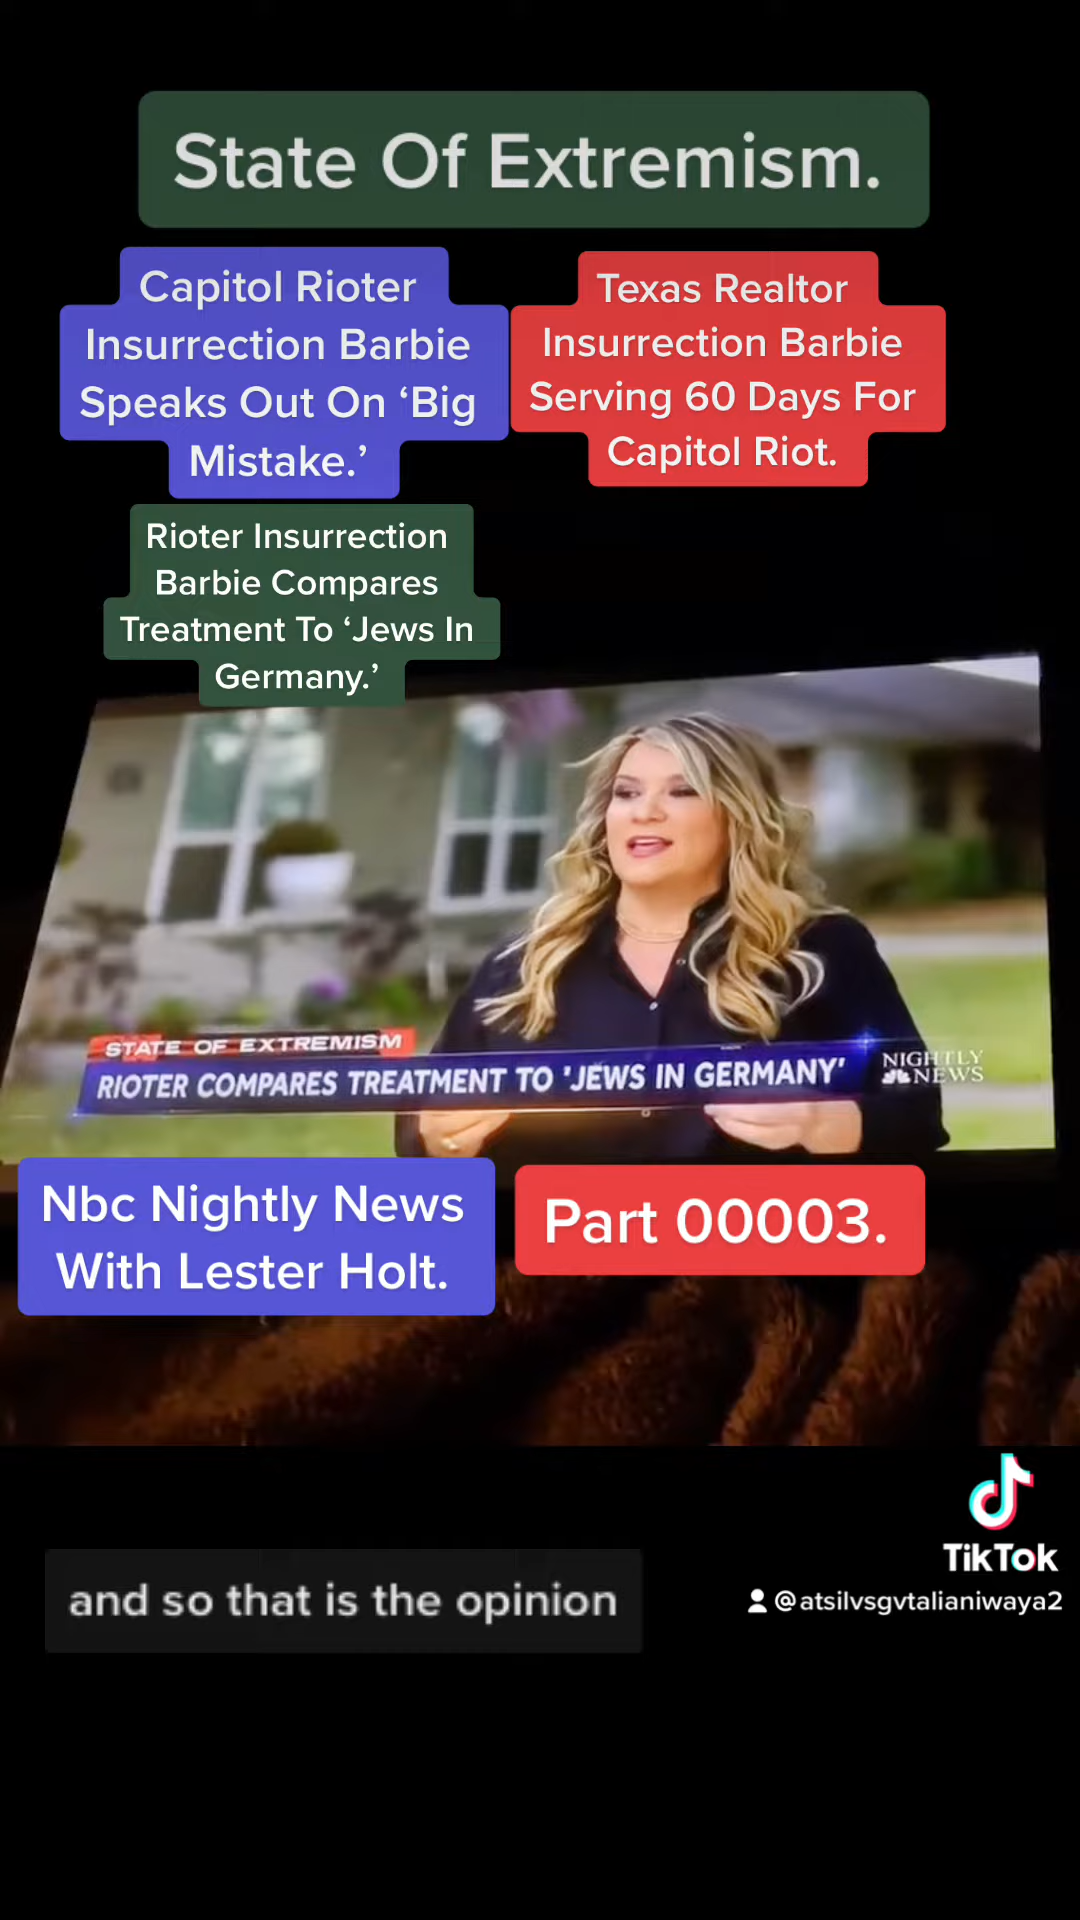 State Of Extremism.
Capitol Rioter
Insurrection Barbie
Speaks Out On ‘Big
Mistake.’
Texas Realtor
Insurrection Barbie
Serving 60 Days For
Capitol Riot.
Rioter Insurrection
Barbie Compares
Treatment To ‘Jews In
Germany.’
STATE OF EXTREMISM
RIOTER COMPARES TREATMENT TO 'JEWS IN GERMANY'
NIGHTLY
NEWS
Nbc Nightly News
With Lester Holt.
Part 00003.
TikTok
@atsilvsgvtalianiwaya2
and so that is the opinion